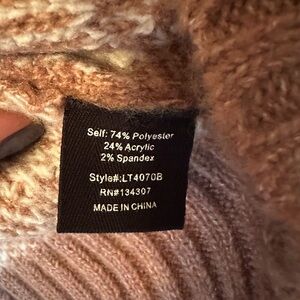 Self: 74% Polyester
24% Acrylic
2% Spandex
Style#:LT4070B
RN#134307
MADE IN CHINA